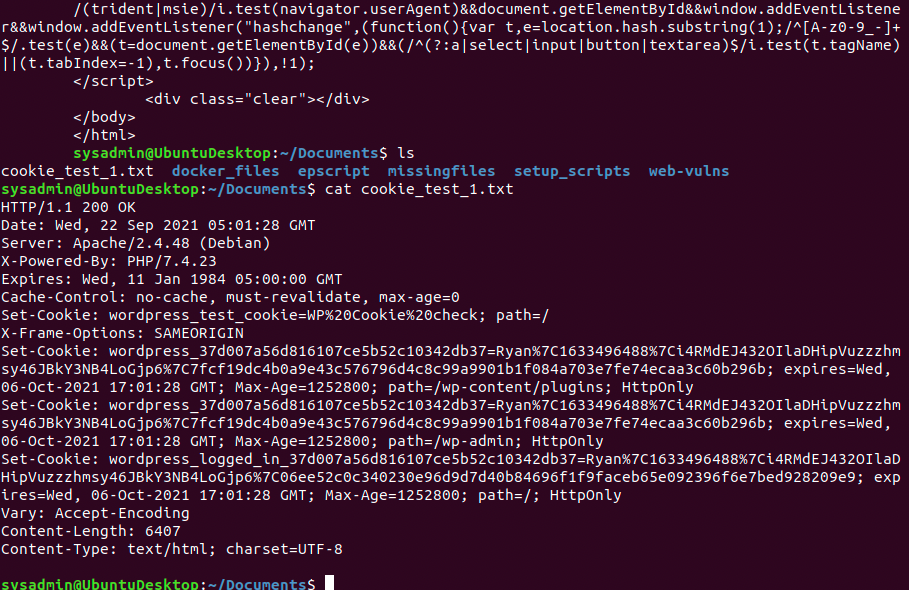 /(trident|msie)/i.test(navigator.userAgent)&&document.getElementById&&window.addEventListene
r&&window.addEventListener("hashchange",(function(){var t,e=location.hash.substring(1);/^[A-z0-9_-]+
$/.test(e)&&(t=document.getElementById(e))&&(/^(?:a|select|input|button|textarea)$/i.test(t.tagName)
||(t.tabIndex=-1),t.focus())}),!1);
</script>
<div class="clear"></div>
</body>
</html>
sysadmin@UbuntuDesktop:~/Documents$ ls
cookie_test_1.txt docker_files epscript missingfiles setup_scripts web-vulns
sysadmin@UbuntuDesktop:~/Documents$ cat cookie_test_1.txt
HTTP/1.1 200 OK
Date: Wed, 22 Sep 2021 05:01:28 GMT
Server: Apache/2.4.48 (Debian)
X-Powered-By: PHP/7.4.23
Expires: Wed, 11 Jan 1984 05:00:00 GMT
Cache-Control: no-cache, must-revalidate, max-age=0
Set-Cookie: wordpress_test_cookie=WP%20Cookie%20check; path=/
X-Frame-Options: SAMEORIGIN
Set-Cookie: wordpress_37d007a56d816107ce5b52c10342db37=Ryan%7C1633496488%7Ci4RMdEJ432OIlaDHipVuzzzhm
sy46JBkY3NB4LoGjp6%7C7fcf19dc4b0a9e43c576796d4c8c99a9901b1f084a703e7fe74ecaa3c60b296b; expires=Wed,
06-Oct-2021 17:01:28 GMT; Max-Age=1252800; path=/wp-content/plugins; HttpOnly
Set-Cookie: wordpress_37d007a56d816107ce5b52c10342db37=Ryan%7C1633496488%7Ci4RMdEJ432OIlaDHipVuzzzhm
sy46JBkY3NB4LoGjp6%7C7fcf19dc4b0a9e43c576796d4c8c99a9901b1f084a703e7fe74ecaa3c60b296b; expires=Wed,
06-Oct-2021 17:01:28 GMT; Max-Age=1252800; path=/wp-admin; HttpOnly
Set-Cookie: wordpress_logged_in_37d007a56d816107ce5b52c10342db37=Ryan%7C1633496488%7Ci4RMdEJ432OIlaD
HipVuzzzhmsy46JBkY3NB4LoGjp6%7C06ee52c0c340230e96d9d7d40b84696f1f9faceb65e092396f6e7bed928209e9; exp
ires=Wed, 06-Oct-2021 17:01:28 GMT; Max-Age=1252800; path=/; HttpOnly
Vary: Accept-Encoding
Content-Length: 6407
Content-Type: text/html; charset=UTF-8
sysadmin@UbuntuDesktop:~/Documents$